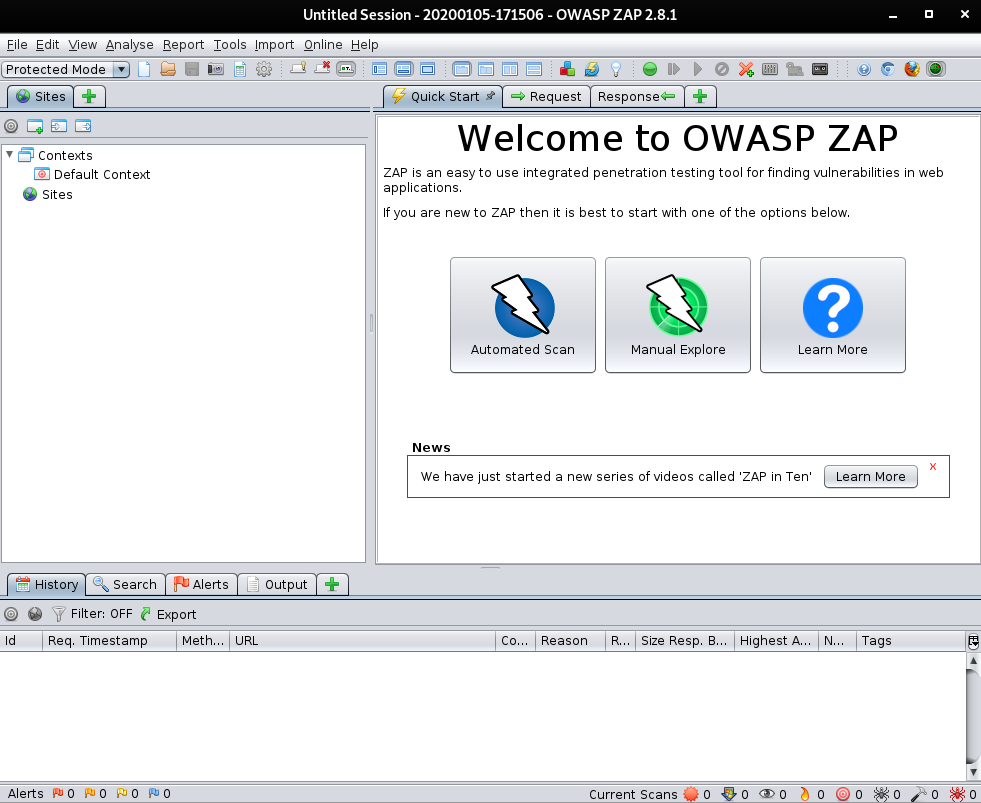 Untitled Session - 20200105-171506 - OWASP ZAP 2.8.1
File Edit View Analyse Report Tools Import Online Help
Protected Mode
Sites
Quick Start Request Response
Contexts
Default Context
Sites
Welcome to OWASP ZAP
ZAP is an easy to use integrated penetration testing tool for finding vulnerabilities in web
applications.
If you are new to ZAP then it is best to start with one of the options below.
Automated Scan Manual Explore Learn More
News
We have just started a new series of videos called 'ZAP in Ten' Learn More x
History Search Alerts Output
Filter: OFF Export
Id Req. Timestamp Meth... URL Co... Reason R... Size Resp. B... Highest A... N... Tags
Alerts 0 0 0 0 Current Scans 0 0 0 0 0 0 0 0